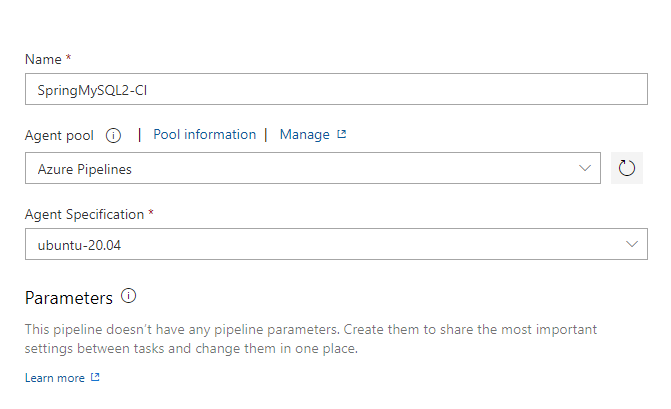 Name *
SpringMySQL2-CI
Agent pool | Pool information | Manage
Azure Pipelines
Agent Specification *
ubuntu-20.04
Parameters
This pipeline doesn't have any pipeline parameters. Create them to share the most important
settings between tasks and change them in one place.
Learn more